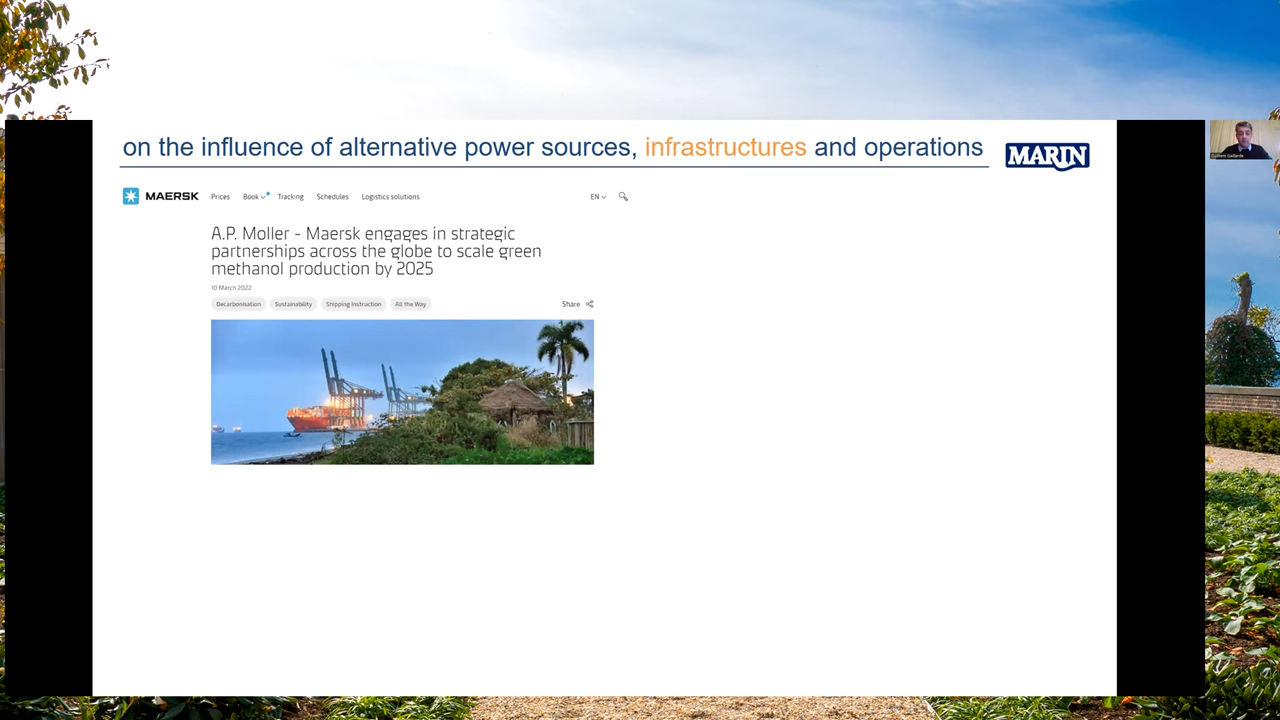 on the influence of alternative power sources, infrastructures and operations
MARIN
MAERSK
Prices
Book
Tracking
Schedules
Logistics solutions
EN
A.P. Moller - Maersk engages in strategic
partnerships across the globe to scale green
methanol production by 2025
10 March 2022
Decarbonisation
Sustainability
Shipping Instruction
All the Way
Share